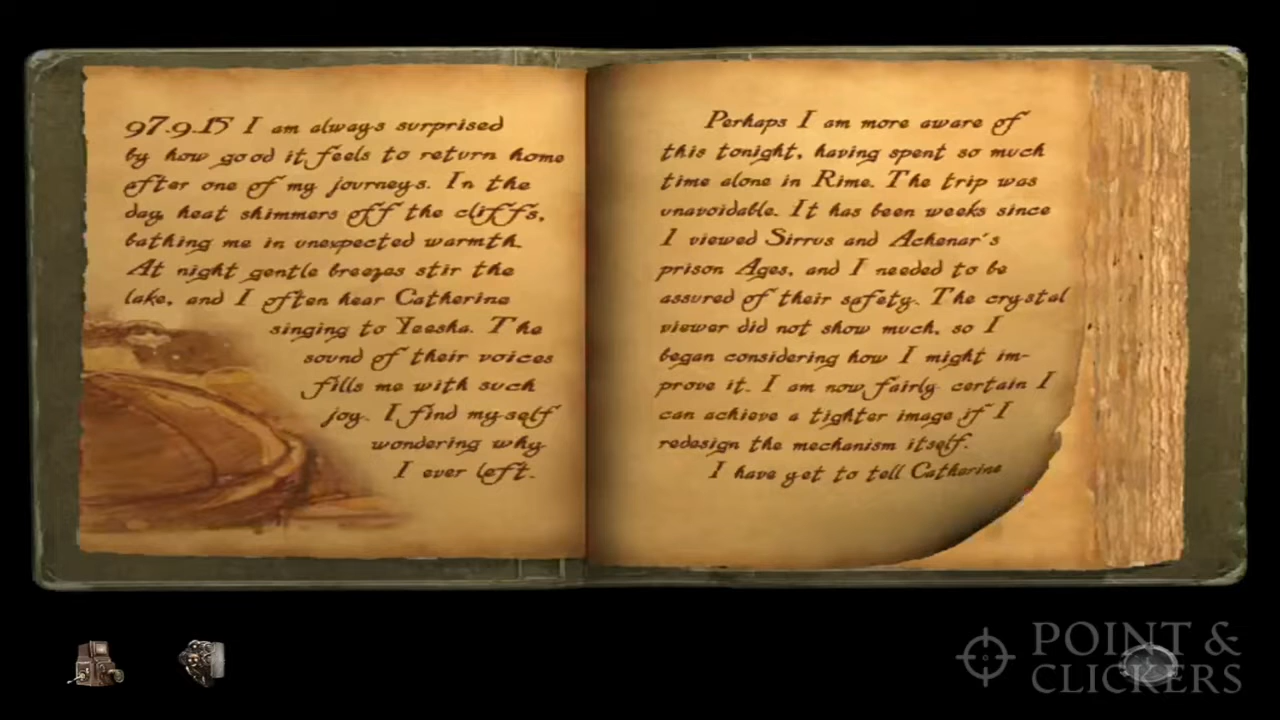 97.9.15 I am always surprised
by how good it feels to return home
after one of my journeys. In the
day, heat shimmers off the cliffs,
bathing me in unexpected warmth.
At night gentle breezes stir the
lake, and I often hear Catherine
singing to Yeesha. The
sound of their voices
fills me with such
joy. I find myself
wondering why
I ever left.
Perhaps I am more aware of
this tonight, having spent so much
time alone in Rime. The trip was
unavoidable. It has been weeks since
I viewed Sirrus and Achenar's
prison Ages, and I needed to be
assured of their safety. The crystal
viewer did not show much, so I
began considering how I might im-
prove it. I am now fairly certain I
can achieve a tighter image if I
redesign the mechanism itself.
I have yet to tell Catherine
POINT &
CLICKERS